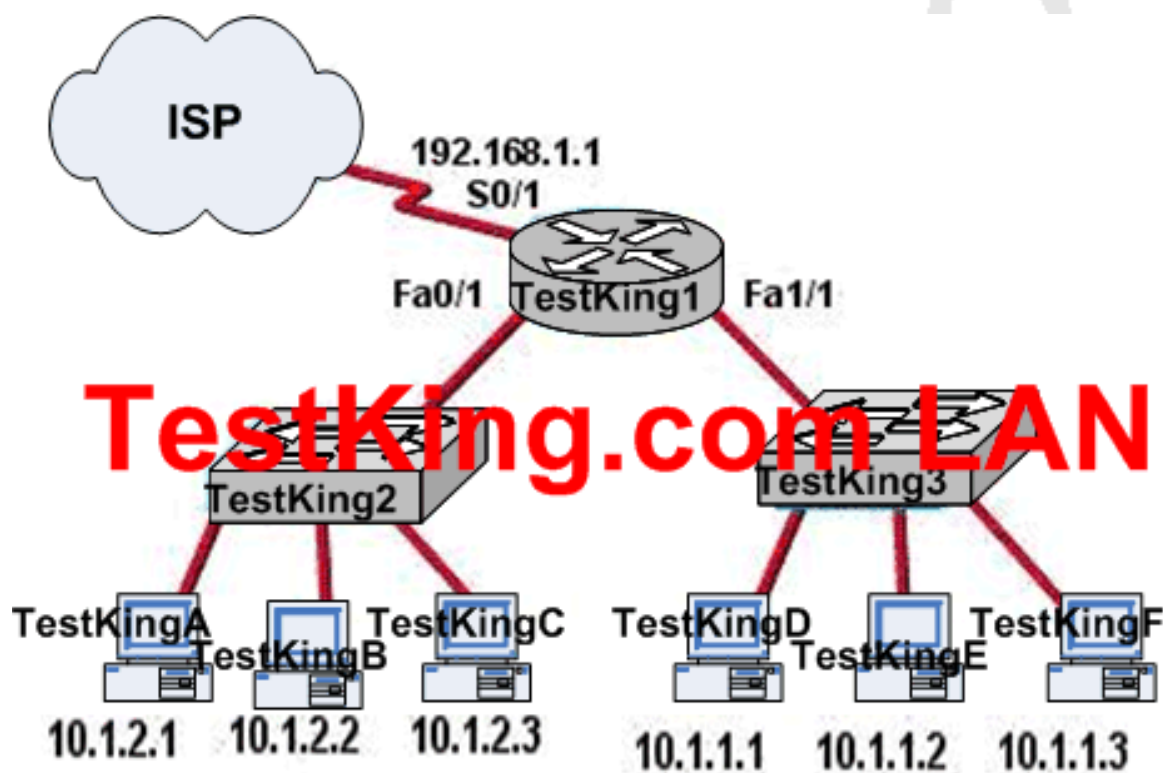 ISP
192.168.1.1
S0/1
Fa0/1
TestKing1
Fa1/1
TestKing.com LAN
TestKing2
TestKing3
TestKingA
TestKingB
TestKingC
TestKingD
TestKingE
TestKingF
10.1.2.1
10.1.2.2
10.1.2.3
10.1.1.1
10.1.1.2
10.1.1.3